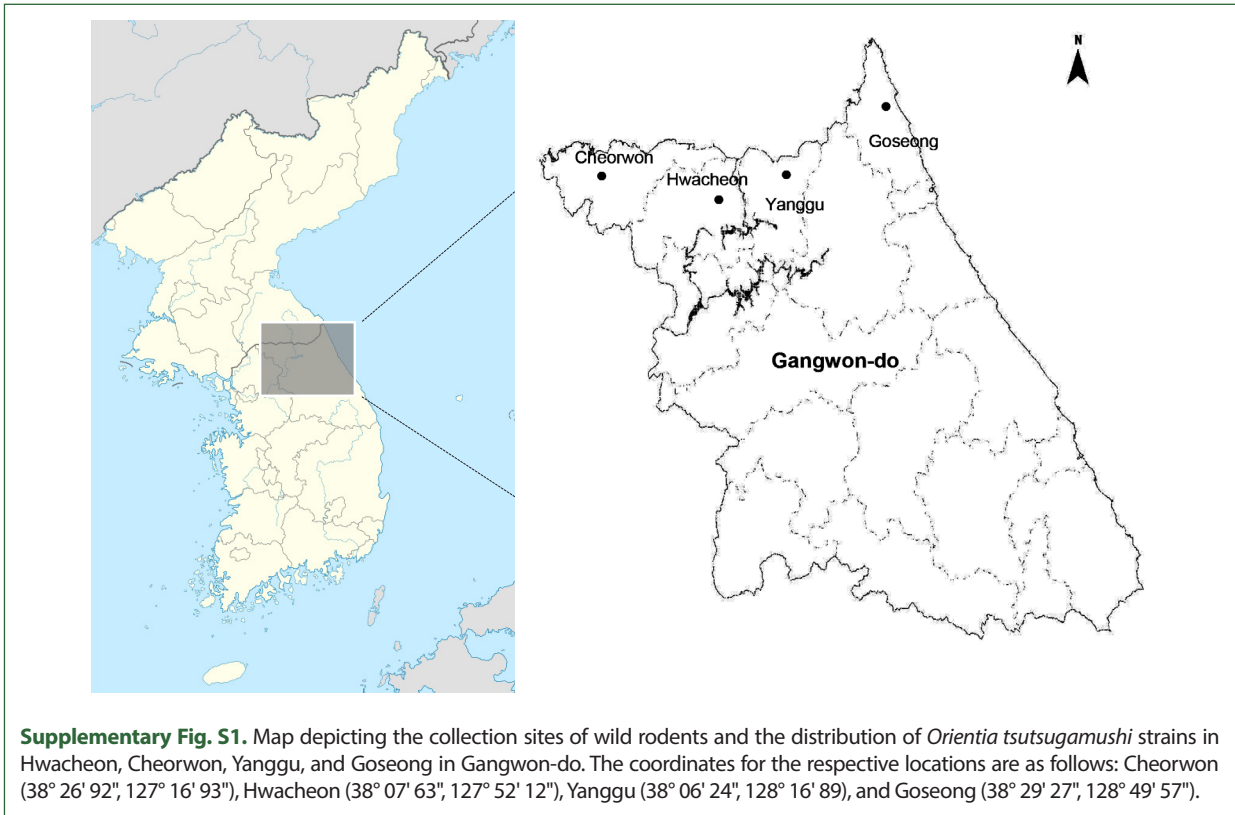 N
Goseong
Cheorwon
Hwacheon
Yanggu
Gangwon-do
Supplementary Fig. S1. Map depicting the collection sites of wild rodents and the distribution of Orientia tsutsugamushi strains in
Hwacheon, Cheorwon, Yanggu, and Goseong in Gangwon-do. The coordinates for the respective locations are as follows: Cheorwon
(38° 26' 92", 127° 16' 93"), Hwacheon (38° 07' 63", 127° 52' 12"), Yanggu (38° 06' 24", 128° 16' 89), and Goseong (38° 29' 27", 128° 49' 57").